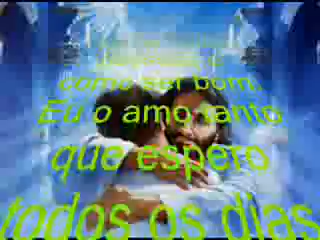 como ser bom.
Eu o amo tanto
que espero
todos os dias